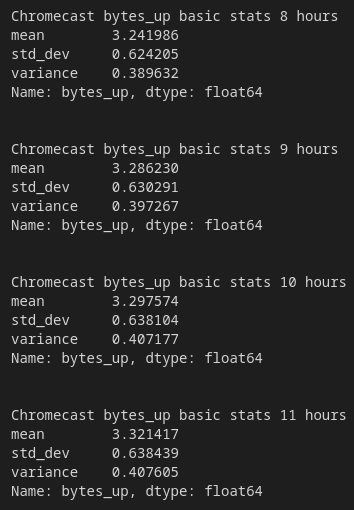 Chromecast bytes_up basic stats 8 hours
mean        3.241986
std_dev     0.624205
variance    0.389632
Name: bytes_up, dtype: float64
Chromecast bytes_up basic stats 9 hours
mean        3.286230
std_dev     0.630291
variance    0.397267
Name: bytes_up, dtype: float64
Chromecast bytes_up basic stats 10 hours
mean        3.297574
std_dev     0.638104
variance    0.407177
Name: bytes_up, dtype: float64
Chromecast bytes_up basic stats 11 hours
mean        3.321417
std_dev     0.638439
variance    0.407605
Name: bytes_up, dtype: float64